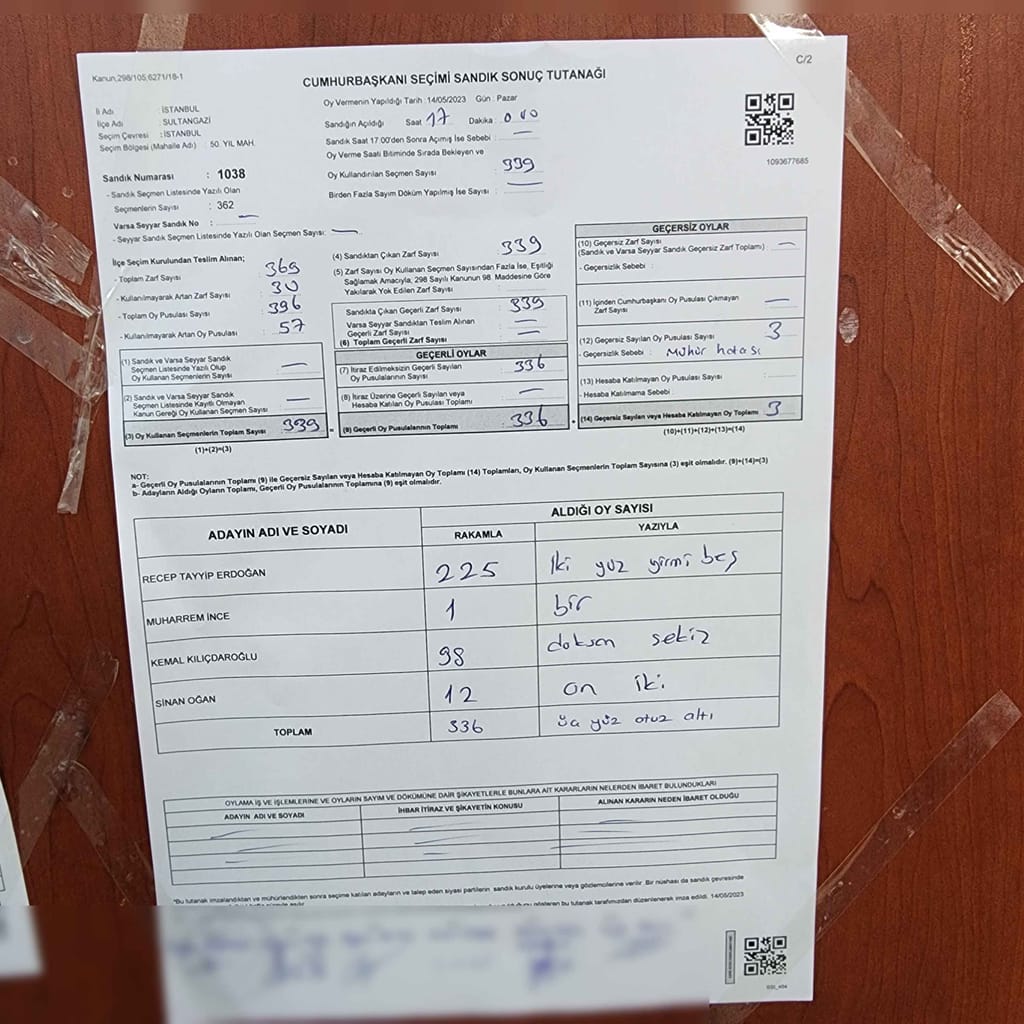 C/2
Kanun,298/105,6271/18-1
CUMHURBAŞKANI SEÇİMİ SANDIK SONUÇ TUTANAĞI
İl Adı : İSTANBUL
İlçe Adı : SULTANGAZİ
Seçim Çevresi : İSTANBUL
Seçim Bölgesi (Mahalle Adı) : 50. YIL MAH.
Oy Vermenin Yapıldığı Tarih :14/05/2023 Gün : Pazar
Sandığın Açıldığı Saat 17 Dakika :
Sandık Saat 17.00'den Sonra Açılmış İse Sebebi : —
Oy Verme Saati Bitiminde Sırada Bekleyen ve
Oy Kullandırılan Seçmen Sayısı : 339
Birden Fazla Sayım Döküm Yapılmış İse Sayısı : —
1093677685
Sandık Numarası : 1038
- Sandık Seçmen Listesinde Yazılı Olan
Seçmenlerin Sayısı : 362
Varsa Seyyar Sandık No : —
- Seyyar Sandık Seçmen Listesinde Yazılı Olan Seçmen Sayısı: —
İlçe Seçim Kurulundan Teslim Alınan;
- Toplam Zarf Sayısı : 369
- Kullanılmayarak Artan Zarf Sayısı : 30
- Toplam Oy Pusulası Sayısı : 396
- Kullanılmayarak Artan Oy Pusulası : 57
(1) Sandık ve Varsa Seyyar Sandık
Seçmen Listesinde Yazılı Olup
Oy Kullanan Seçmenlerin Sayısı —
(2) Sandık ve Varsa Seyyar Sandık
Seçmen Listesinde Kayıtlı Olmayan
Kanun Gereği Oy Kullanan Seçmen Sayısı : —
(3) Oy Kullanan Seçmenlerin Toplam Sayısı 339
(1)+(2)=(3)
(4) Sandıktan Çıkan Zarf Sayısı : 339
(5) Zarf Sayısı Oy Kullanan Seçmen Sayısından Fazla İse, Eşitliği
Sağlamak Amacıyla, 298 Sayılı Kanunun 98. Maddesine Göre
Yakılarak Yok Edilen Zarf Sayısı :
Sandıkta Çıkan Geçerli Zarf Sayısı : 339
Varsa Seyyar Sandıktan Teslim Alınan
Geçerli Zarf Sayısı : —
(6) Toplam Geçerli Zarf Sayısı : —
GEÇERLİ OYLAR
(7) İtiraz Edilmeksizin Geçerli Sayılan
Oy Pusulalarının Sayısı : 336
(8) İtiraz Üzerine Geçerli Sayılan veya
Hesaba Katılan Oy Pusulası Toplamı : —
(9) Geçerli Oy Pusulalarının Toplamı : 336
GEÇERSİZ OYLAR
(10) Geçersiz Zarf Sayısı
(Sandık ve Varsa Seyyar Sandık Geçersiz Zarf Toplamı) : —
- Geçersizlik Sebebi :
(11) İçinden Cumhurbaşkanı Oy Pusulası Çıkmayan
Zarf Sayısı : —
(12) Geçersiz Sayılan Oy Pusulası Sayısı : 3
- Geçersizlik Sebebi : Mühür hatası
(13) Hesaba Katılmayan Oy Pusulası Sayısı :
- Hesaba Katılmama Sebebi
(14) Geçersiz Sayılan veya Hesaba Katılmayan Oy Toplamı : 3
(10)+(11)+(12)+(13)=(14)
NOT:
a- Geçerli Oy Pusulalarının Toplamı (9) ile Geçersiz Sayılan veya Hesaba Katılmayan Oy Toplamı (14) Toplamları, Oy Kullanan Seçmenlerin Toplam Sayısına (3) eşit olmalıdır. (9)+(14)=(3)
b- Adayların Aldığı Oyların Toplamı, Geçerli Oy Pusulalarının Toplamına (9) eşit olmalıdır.
ADAYIN ADI VE SOYADI
ALDIĞI OY SAYISI
RAKAMLA YAZIYLA
RECEP TAYYİP ERDOĞAN 225 İki yüz yirmi beş
MUHARREM İNCE 1 bir
KEMAL KILIÇDAROĞLU 98 doksan sekiz
SİNAN OĞAN 12 on iki
TOPLAM 336 üç yüz otuz altı
OYLAMA İŞ VE İŞLEMLERİNE VE OYLARIN SAYIM VE DÖKÜMÜNE DAİR ŞİKAYETLERLE BUNLARA AİT KARARLARIN NELERDEN İBARET BULUNDUKLARI
ADAYIN ADI VE SOYADI İHBAR İTİRAZ VE ŞİKAYETİN KONUSU ALINAN KARARIN NEDEN İBARET OLDUĞU
*Bu tutanak imzalandıktan ve mühürlendikten sonra seçime katılan adayların ve talep eden siyasi partilerin sandık kurulu üyelerine veya gözlemcilerine verilir. Bir nüshası da sandık çevresinde
gösteren bu tutanak tarafımızdan düzenlenerek imza edildi. 14/05/2023